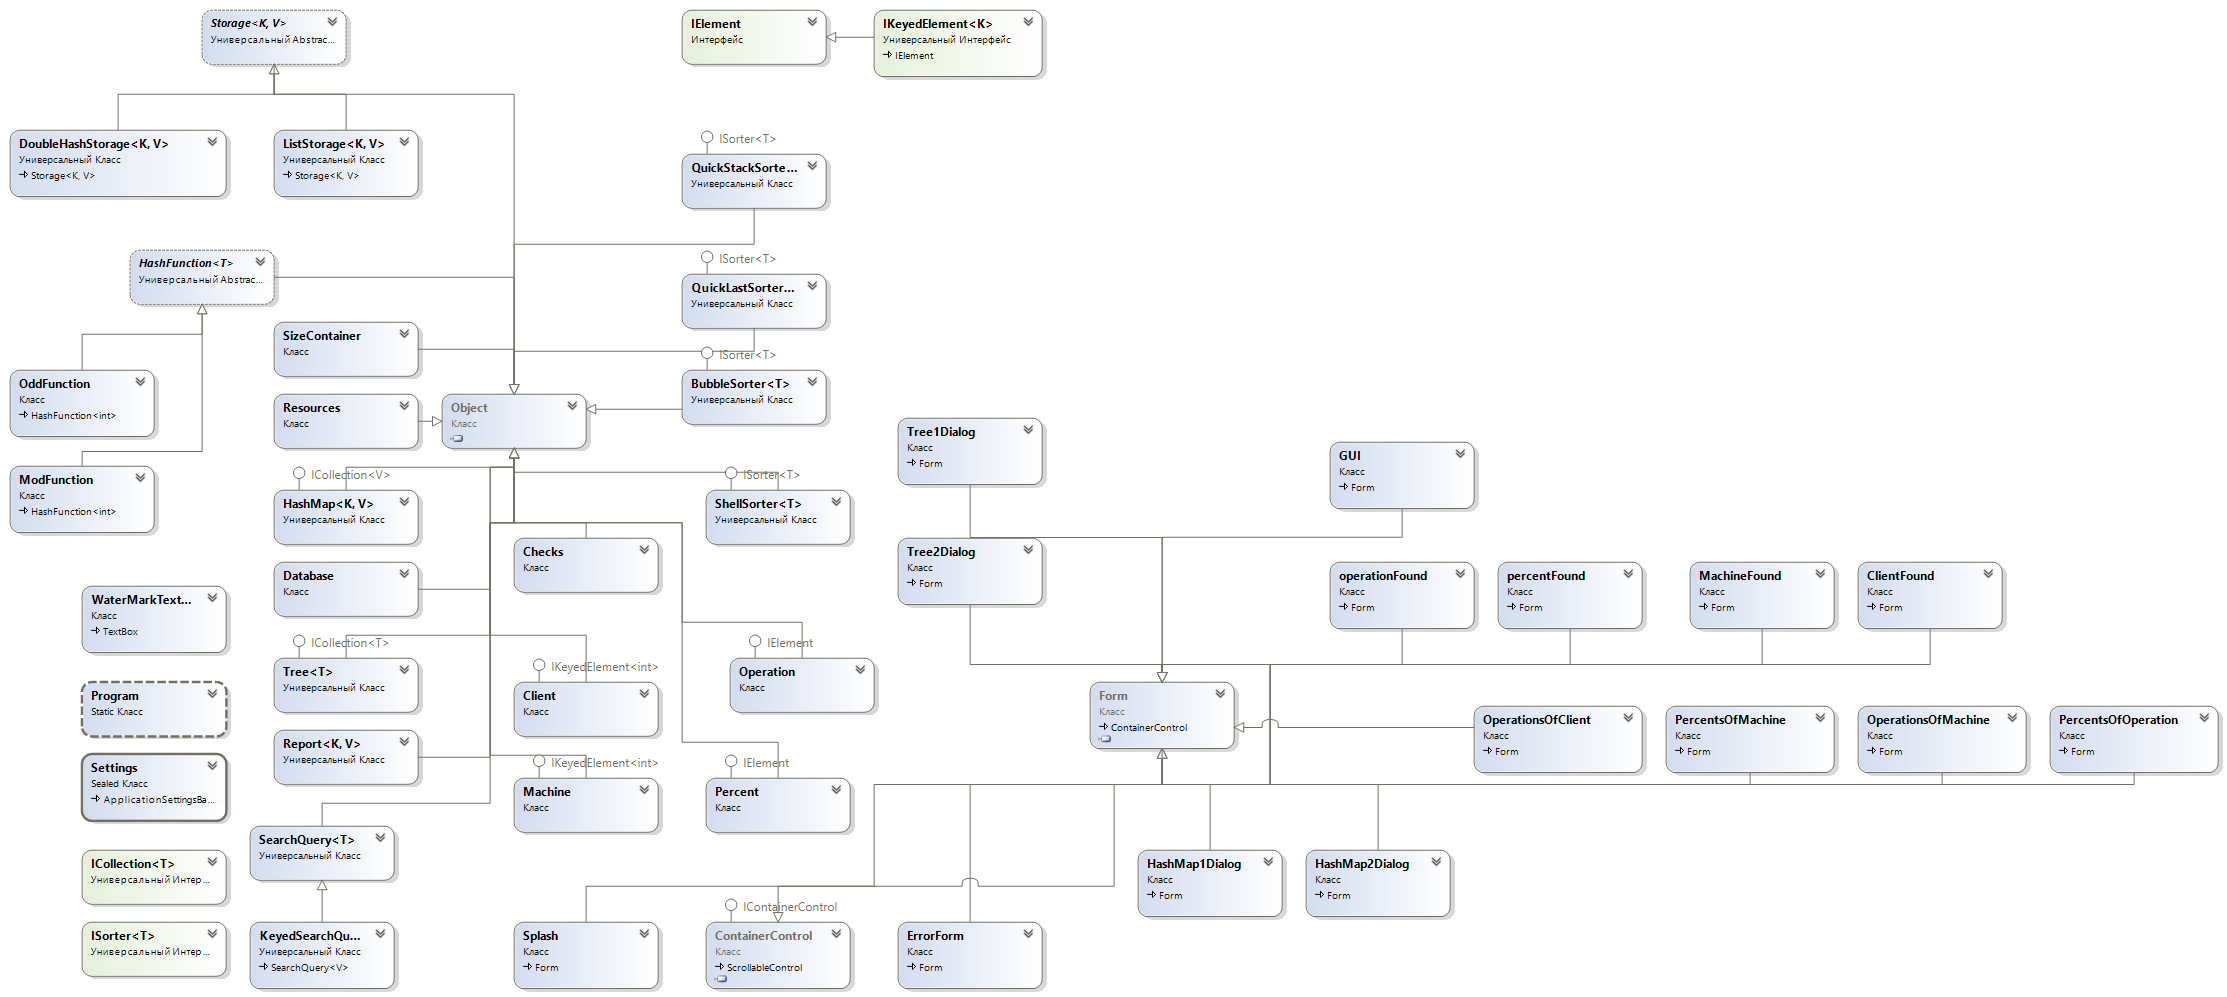 Storage<K, V>
Универсальный Abstrac...
IElement
Интерфейс
IKeyedElement<K>
Универсальный Интерфейс
IElement
DoubleHashStorage<K, V>
Универсальный Класс
Storage<K, V>
ListStorage<K, V>
Универсальный Класс
Storage<K, V>
ISorter<T>
QuickStackSorte...
Универсальный Класс
HashFunction<T>
Универсальный Abstrac...
ISorter<T>
QuickLastSorter...
Универсальный Класс
SizeContainer
Класс
OddFunction
Класс
HashFunction<int>
Resources
Класс
Object
Класс
ISorter<T>
BubbleSorter<T>
Универсальный Класс
Tree1Dialog
Класс
Form
GUI
Класс
Form
ModFunction
Класс
HashFunction<int>
ICollection<V>
HashMap<K, V>
Универсальный Класс
ISorter<T>
ShellSorter<T>
Универсальный Класс
Checks
Класс
Tree2Dialog
Класс
Form
Database
Класс
operationFound
Класс
Form
percentFound
Класс
Form
MachineFound
Класс
Form
ClientFound
Класс
Form
WaterMarkText...
Класс
TextBox
ICollection<T>
Tree<T>
Универсальный Класс
IKeyedElement<int>
Client
Класс
IElement
Operation
Класс
Program
Static Класс
Form
Класс
ContainerControl
OperationsOfClient
Класс
Form
PercentsOfMachine
Класс
Form
OperationsOfMachine
Класс
Form
PercentsOfOperation
Класс
Form
Report<K, V>
Универсальный Класс
Settings
Sealed Класс
ApplicationSettingsBa...
IKeyedElement<int>
Machine
Класс
IElement
Percent
Класс
SearchQuery<T>
Универсальный Класс
ICollection<T>
Универсальный Интер...
HashMap1Dialog
Класс
Form
HashMap2Dialog
Класс
Form
ISorter<T>
Универсальный Интер...
KeyedSearchQu...
Универсальный Класс
SearchQuery<V>
Splash
Класс
Form
IContainerControl
ContainerControl
Класс
ScrollableControl
ErrorForm
Класс
Form